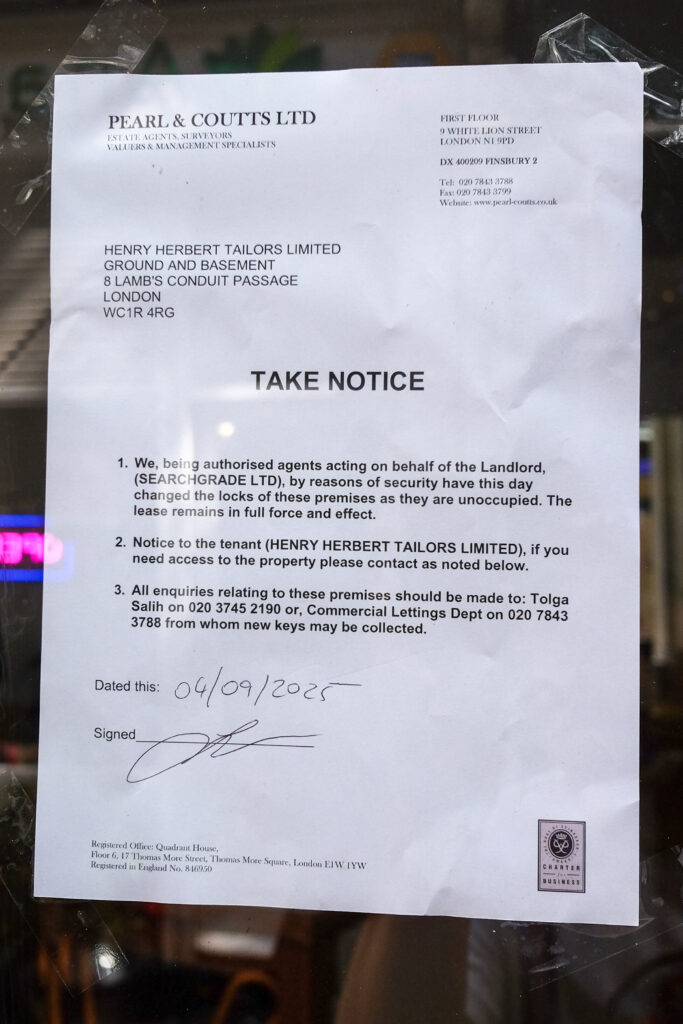 PEARL & COUTTS LTD
ESTATE AGENTS, SURVEYORS
VALUERS & MANAGEMENT SPECIALISTS
FIRST FLOOR
9 WHITE LION STREET
LONDON N1 9PD
DX 400209 FINSBURY 2
Tel: 020 7843 3788
Fax: 020 7843 3799
Website: www.pearl-coutts.co.uk
HENRY HERBERT TAILORS LIMITED
GROUND AND BASEMENT
8 LAMB'S CONDUIT PASSAGE
LONDON
WC1R 4RG
TAKE NOTICE
1. We, being authorised agents acting on behalf of the Landlord,
(SEARCHGRADE LTD), by reasons of security have this day
changed the locks of these premises as they are unoccupied. The
lease remains in full force and effect.
2. Notice to the tenant (HENRY HERBERT TAILORS LIMITED), if you
need access to the property please contact as noted below.
3. All enquiries relating to these premises should be made to: Tolga
Salih on 020 3745 2190 or, Commercial Lettings Dept on 020 7843
3788 from whom new keys may be collected.
Dated this: 04/09/2025
Signed
Registered Office: Quadrant House,
Floor 6, 17 Thomas More Street, Thomas More Square, London E1W 1YW
Registered in England No. 846950
CHARTER
for
BUSINESS